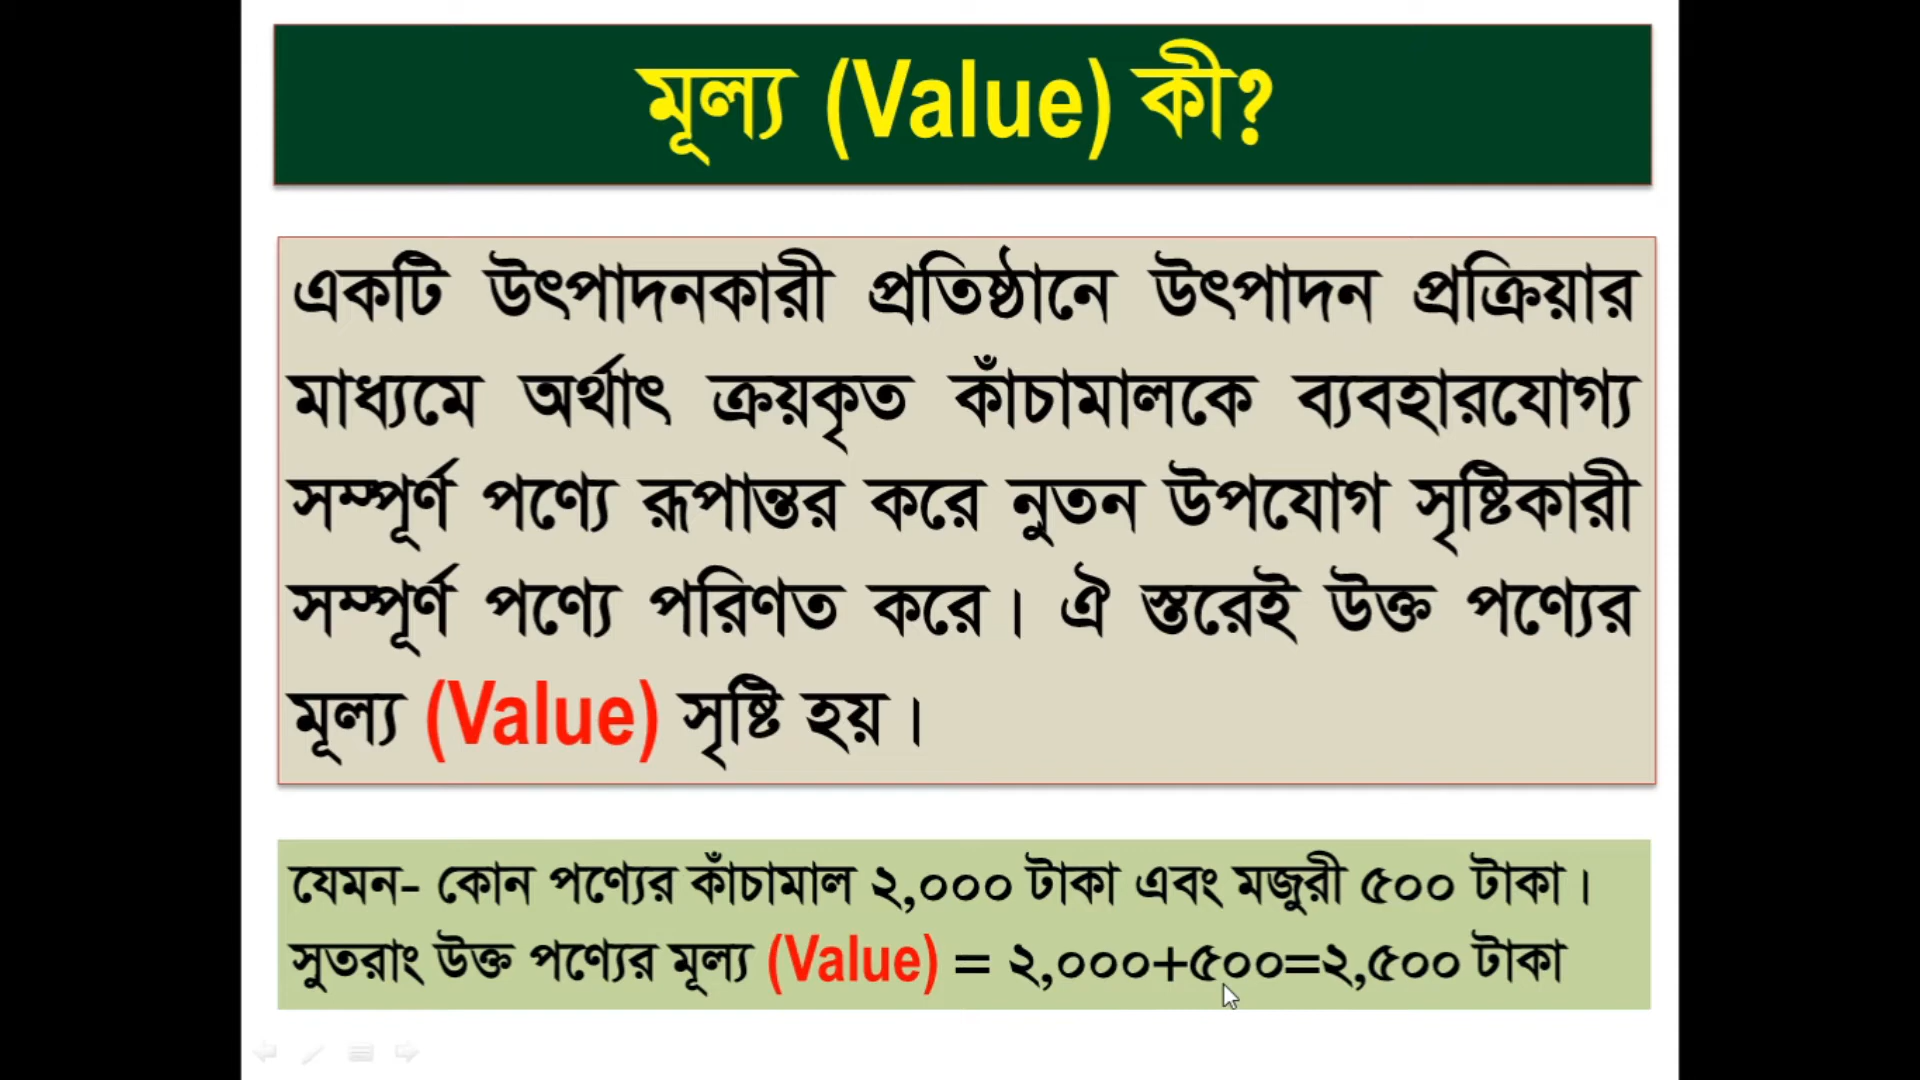 মূল্য (Value) কী?
একটি উৎপাদনকারী প্রতিষ্ঠানে উৎপাদন প্রক্রিয়ার
মাধ্যমে অর্থাৎ ক্রয়কৃত কাঁচামালকে ব্যবহারযোগ্য
সম্পূর্ণ পণ্যে রূপান্তর করে নুতন উপযোগ সৃষ্টিকারী
সম্পূর্ণ পণ্যে পরিণত করে। ঐ স্তরেই উক্ত পণ্যের
মূল্য (Value) সৃষ্টি হয়।
যেমন- কোন পণ্যের কাঁচামাল ২,০০০ টাকা এবং মজুরী ৫০০ টাকা।
সুতরাং উক্ত পণ্যের মূল্য (Value) = ২,০০০+৫০০=২,৫০০ টাকা